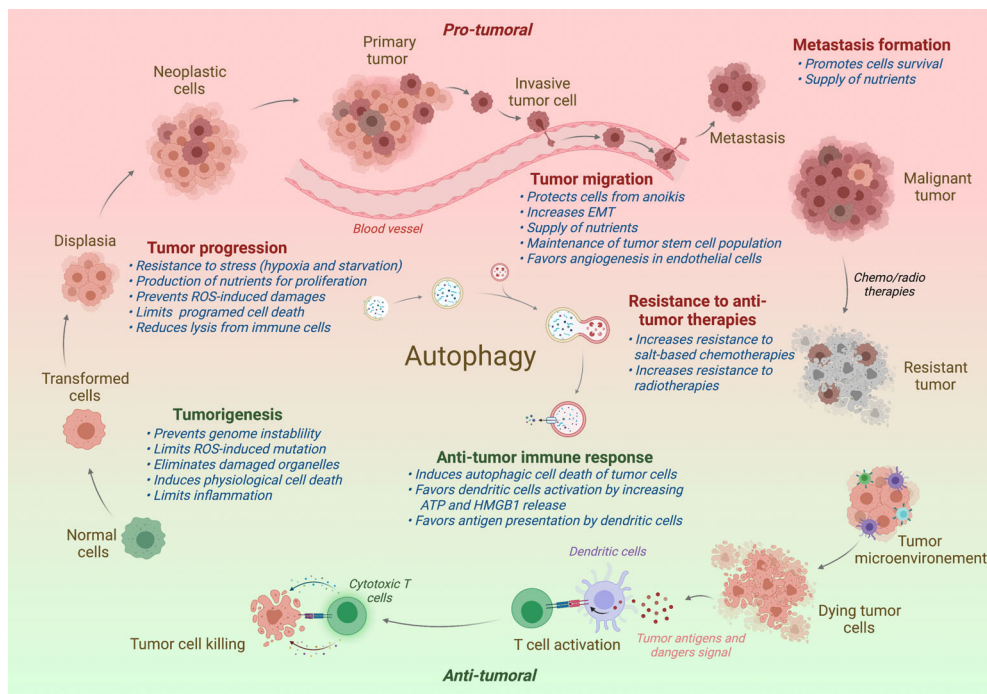 Pro-tumoral
Primary
tumor
Neoplastic
cells
Invasive
tumor cell
Metastasis
Metastasis formation
• Promotes cells survival
• Supply of nutrients
Malignant
tumor
Blood vessel
Tumor migration
• Protects cells from anoikis
• Increases EMT
• Supply of nutrients
• Maintenance of tumor stem cell population
• Favors angiogenesis in endothelial cells
Displasia
Tumor progression
• Resistance to stress (hypoxia and starvation)
• Production of nutrients for proliferation
• Prevents ROS-induced damages
• Limits programed cell death
• Reduces lysis from immune cells
Chemo/radio
therapies
Resistance to anti-
tumor therapies
• Increases resistance to
salt-based chemotherapies
• Increases resistance to
radiotherapies
Resistant
tumor
Autophagy
Transformed
cells
Tumorigenesis
• Prevents genome instablility
• Limits ROS-induced mutation
• Eliminates damaged organelles
• Induces physiological cell death
• Limits inflammation
Anti-tumor immune response
• Induces autophagic cell death of tumor cells
• Favors dendritic cells activation by increasing
ATP and HMGB1 release
• Favors antigen presentation by dendritic cells
Normal
cells
Tumor
microenvironement
Dendritic cells
Cytotoxic T
cells
Dying tumor
cells
Tumor cell killing
T cell activation
Tumor antigens and
dangers signal
Anti-tumoral